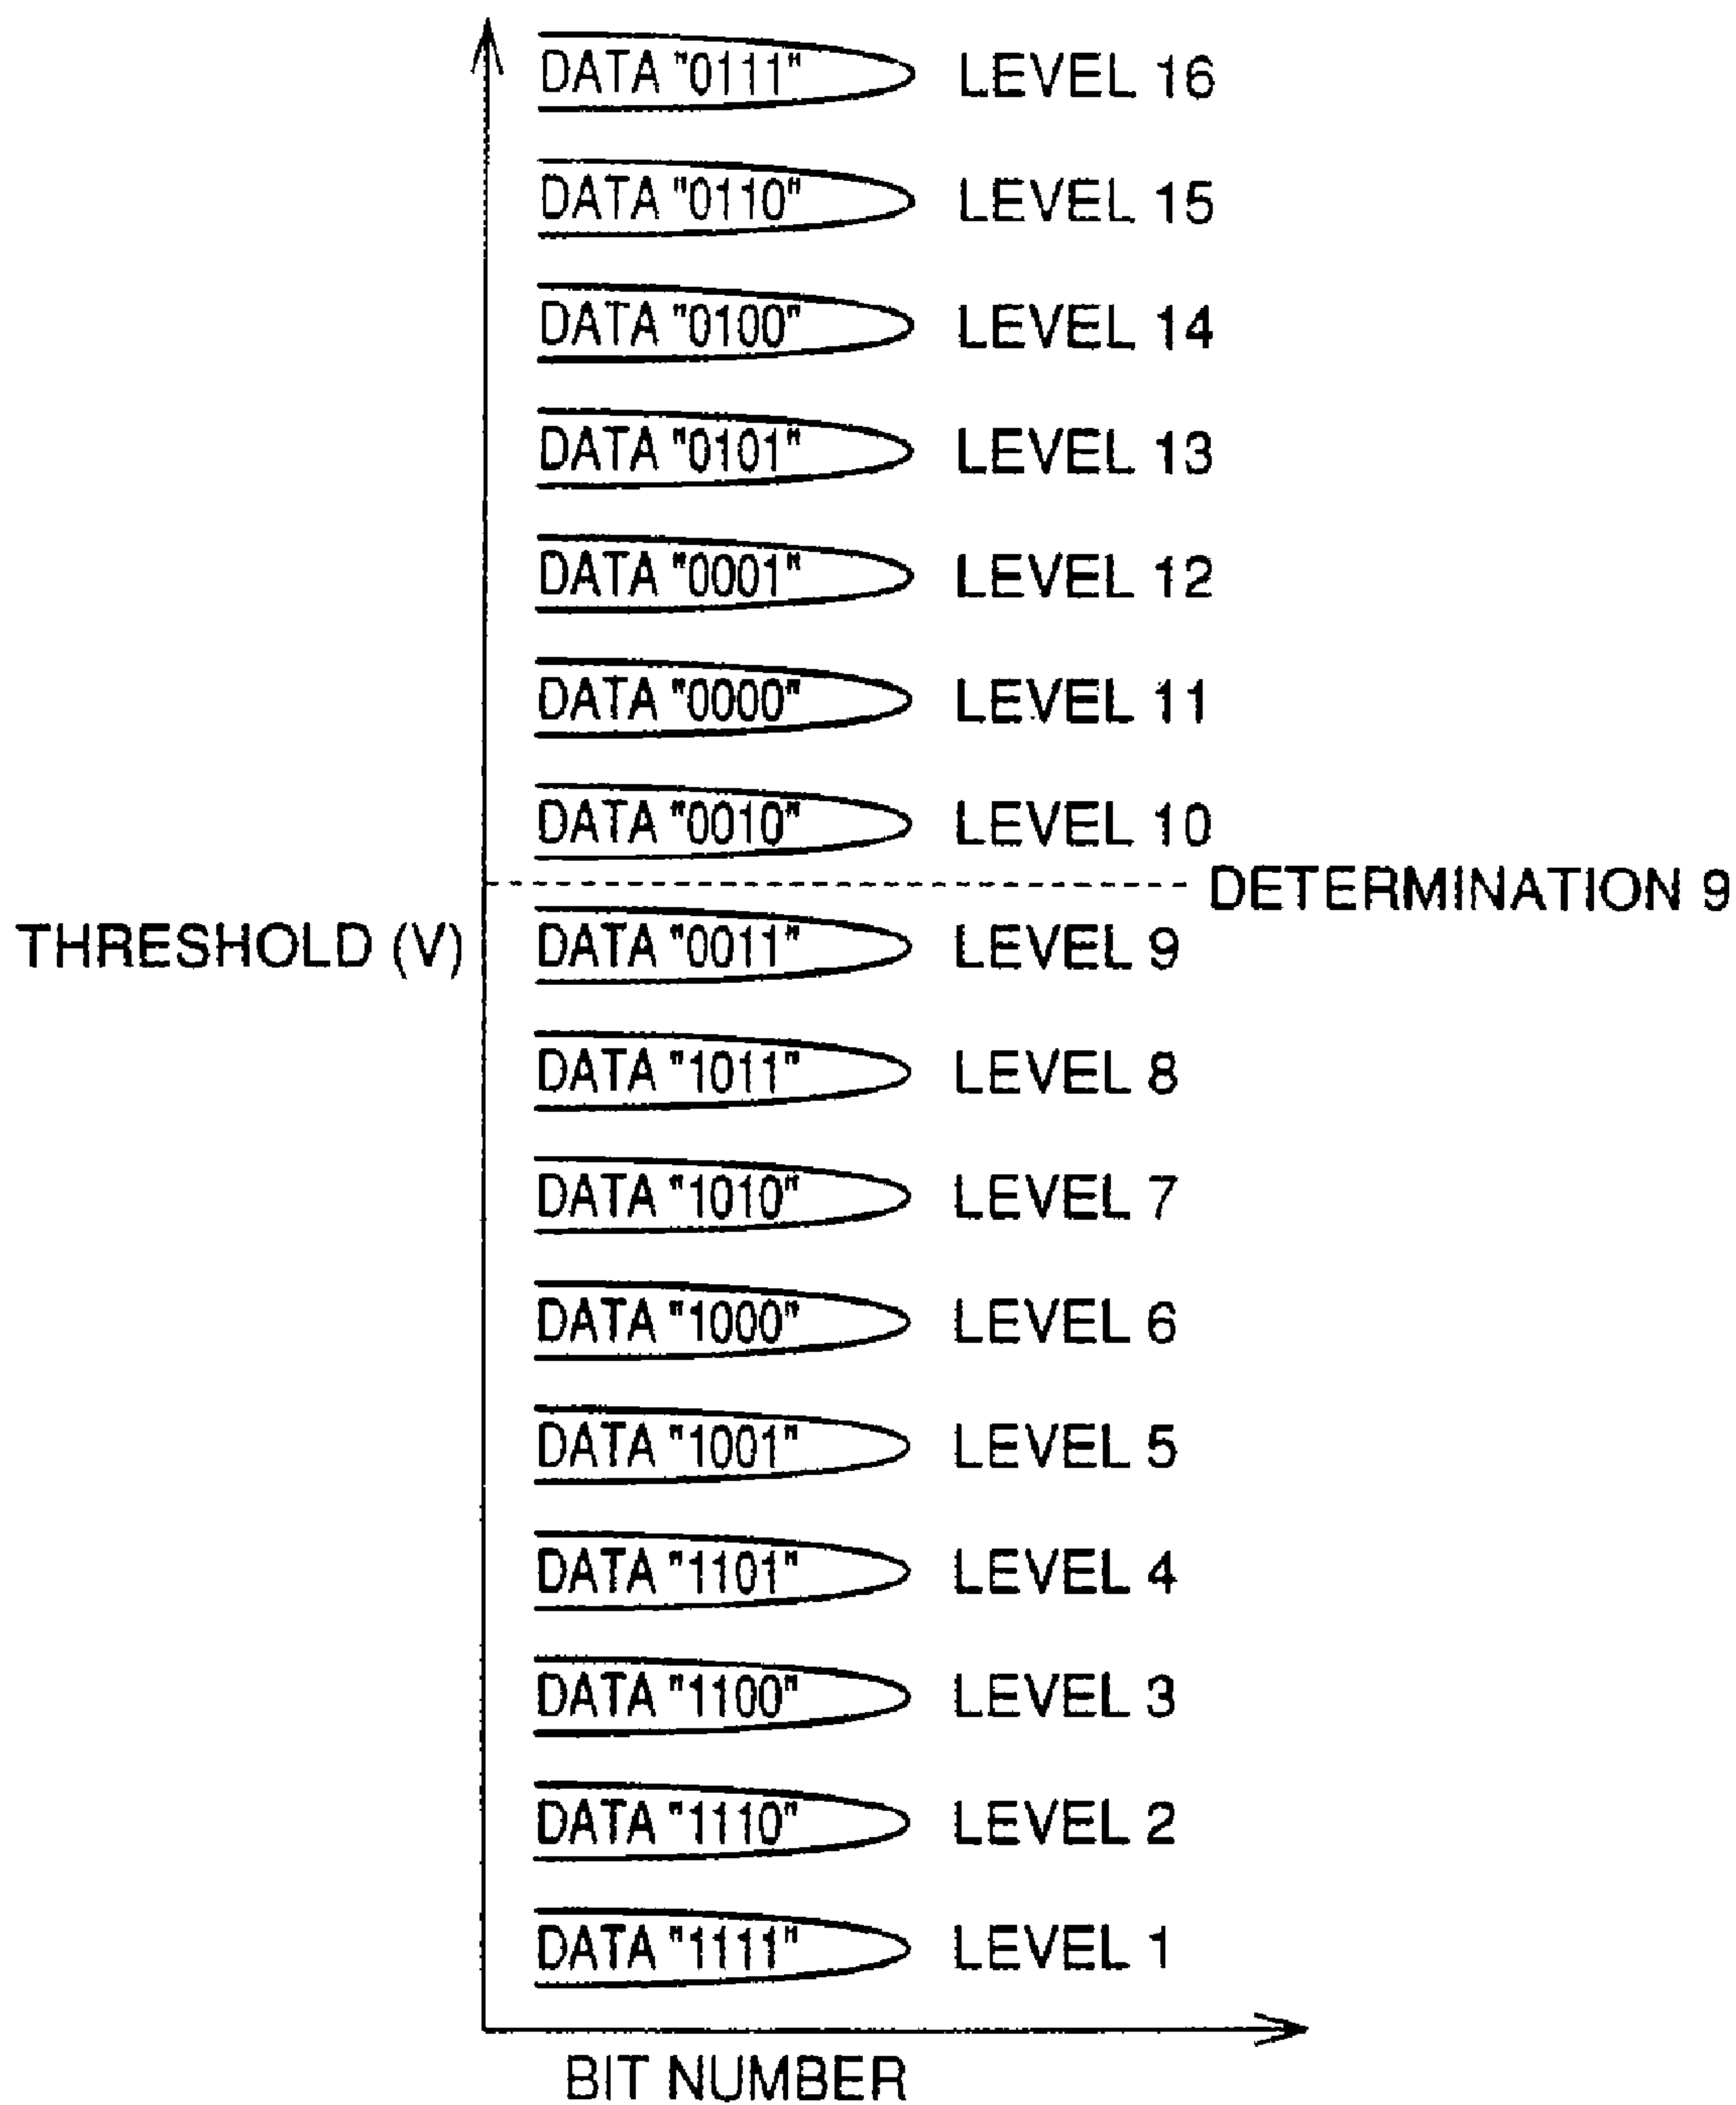 DATA "0111" LEVEL 16
DATA "0110" LEVEL 15
DATA "0100" LEVEL 14
DATA "0101" LEVEL 13
DATA "0001" LEVEL 12
DATA "0000" LEVEL 11
DATA "0010" LEVEL 10
DETERMINATION 9
THRESHOLD (V) DATA "0011" LEVEL 9
DATA "1011" LEVEL 8
DATA "1010" LEVEL 7
DATA "1000" LEVEL 6
DATA "1001" LEVEL 5
DATA "1101" LEVEL 4
DATA "1100" LEVEL 3
DATA "1110" LEVEL 2
DATA "1111" LEVEL 1
BIT NUMBER